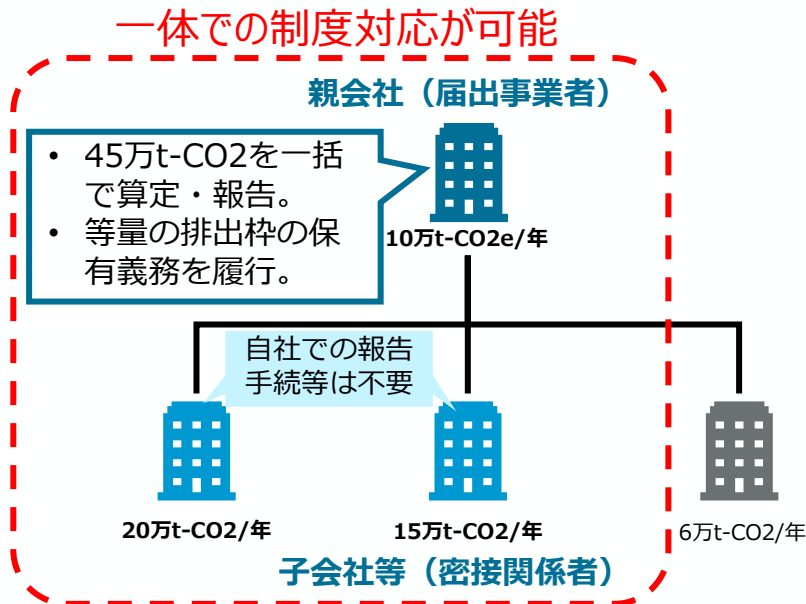 一体での制度対応が可能
親会社（届出事業者）
• 45万t-CO2を一括
で算定・報告。
• 等量の排出枠の保
有義務を履行。
10万t-CO2e/年
自社での報告
手続等は不要
20万t-CO2/年
15万t-CO2/年
6万t-CO2/年
子会社等（密接関係者）